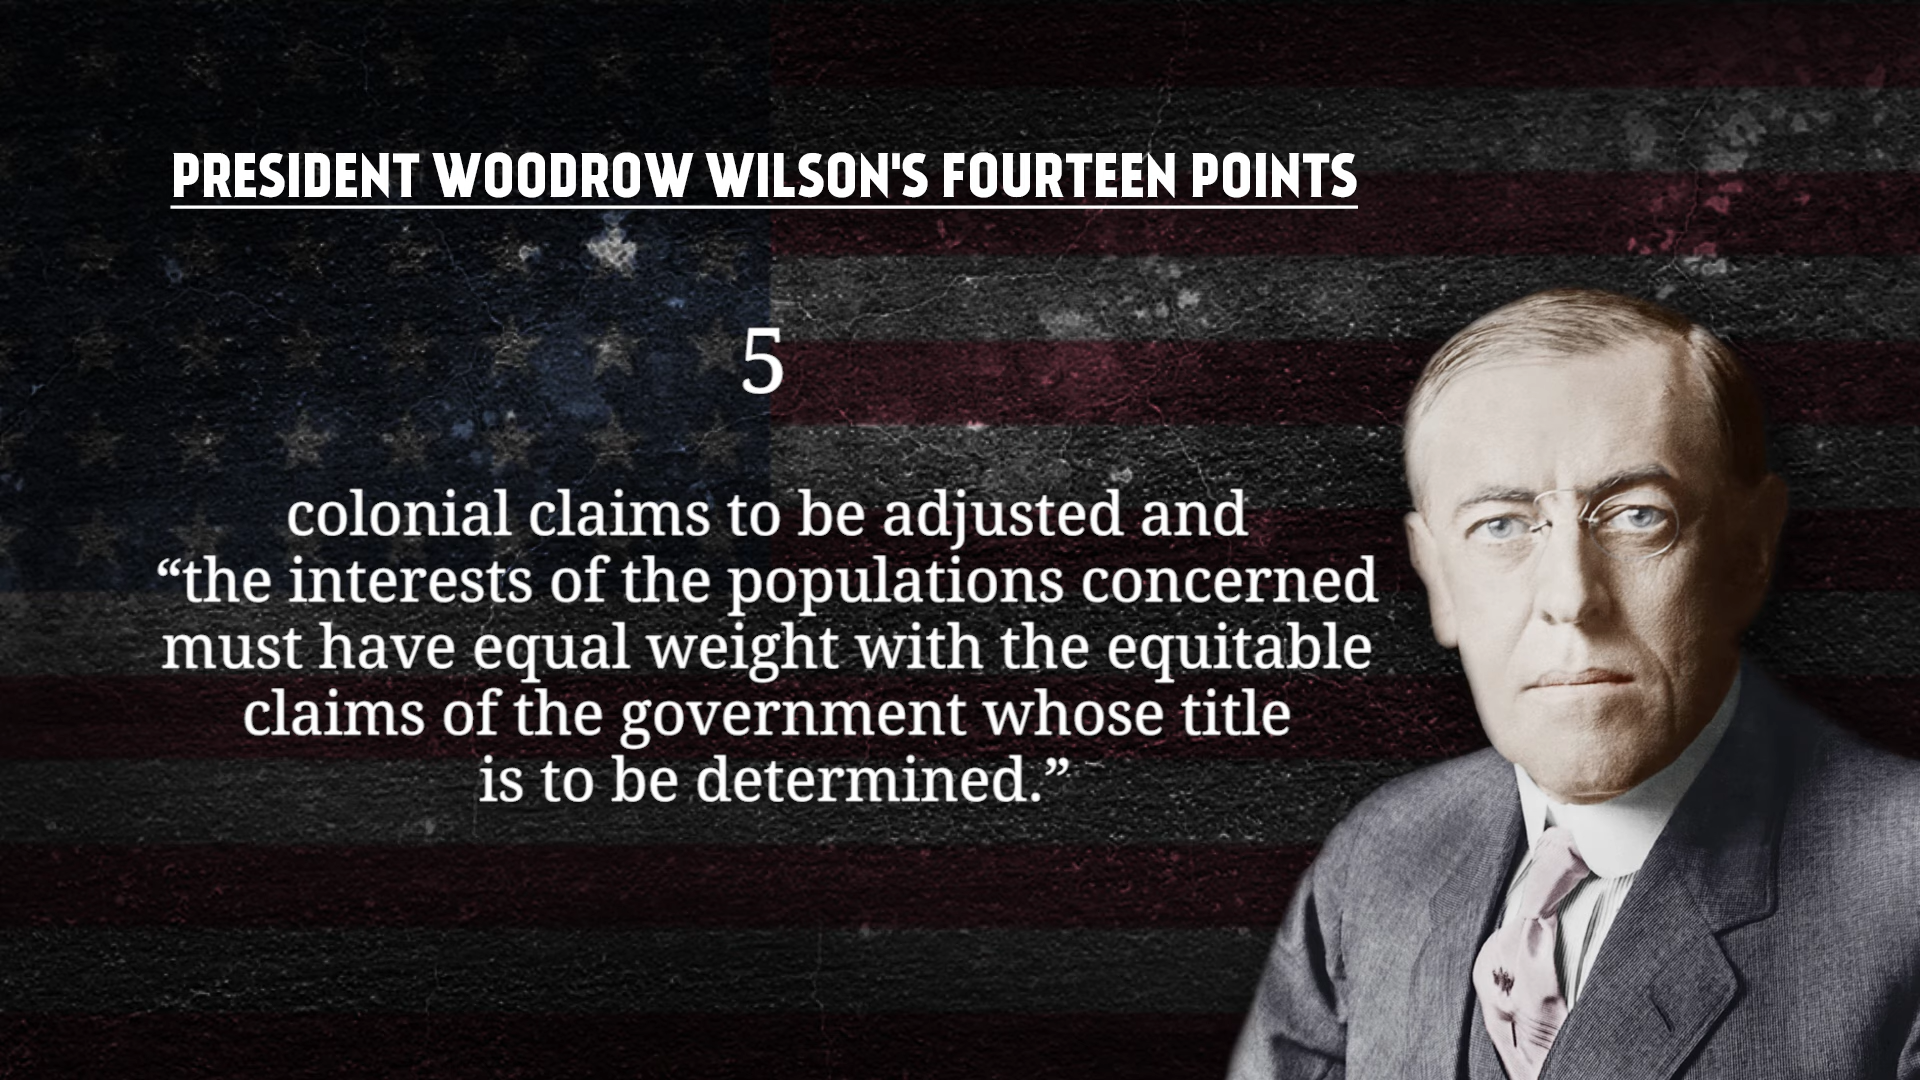 PRESIDENT WOODROW WILSON'S FOURTEEN POINTS
5
colonial claims to be adjusted and
“the interests of the populations concerned
must have equal weight with the equitable
claims of the government whose title
is to be determined.”